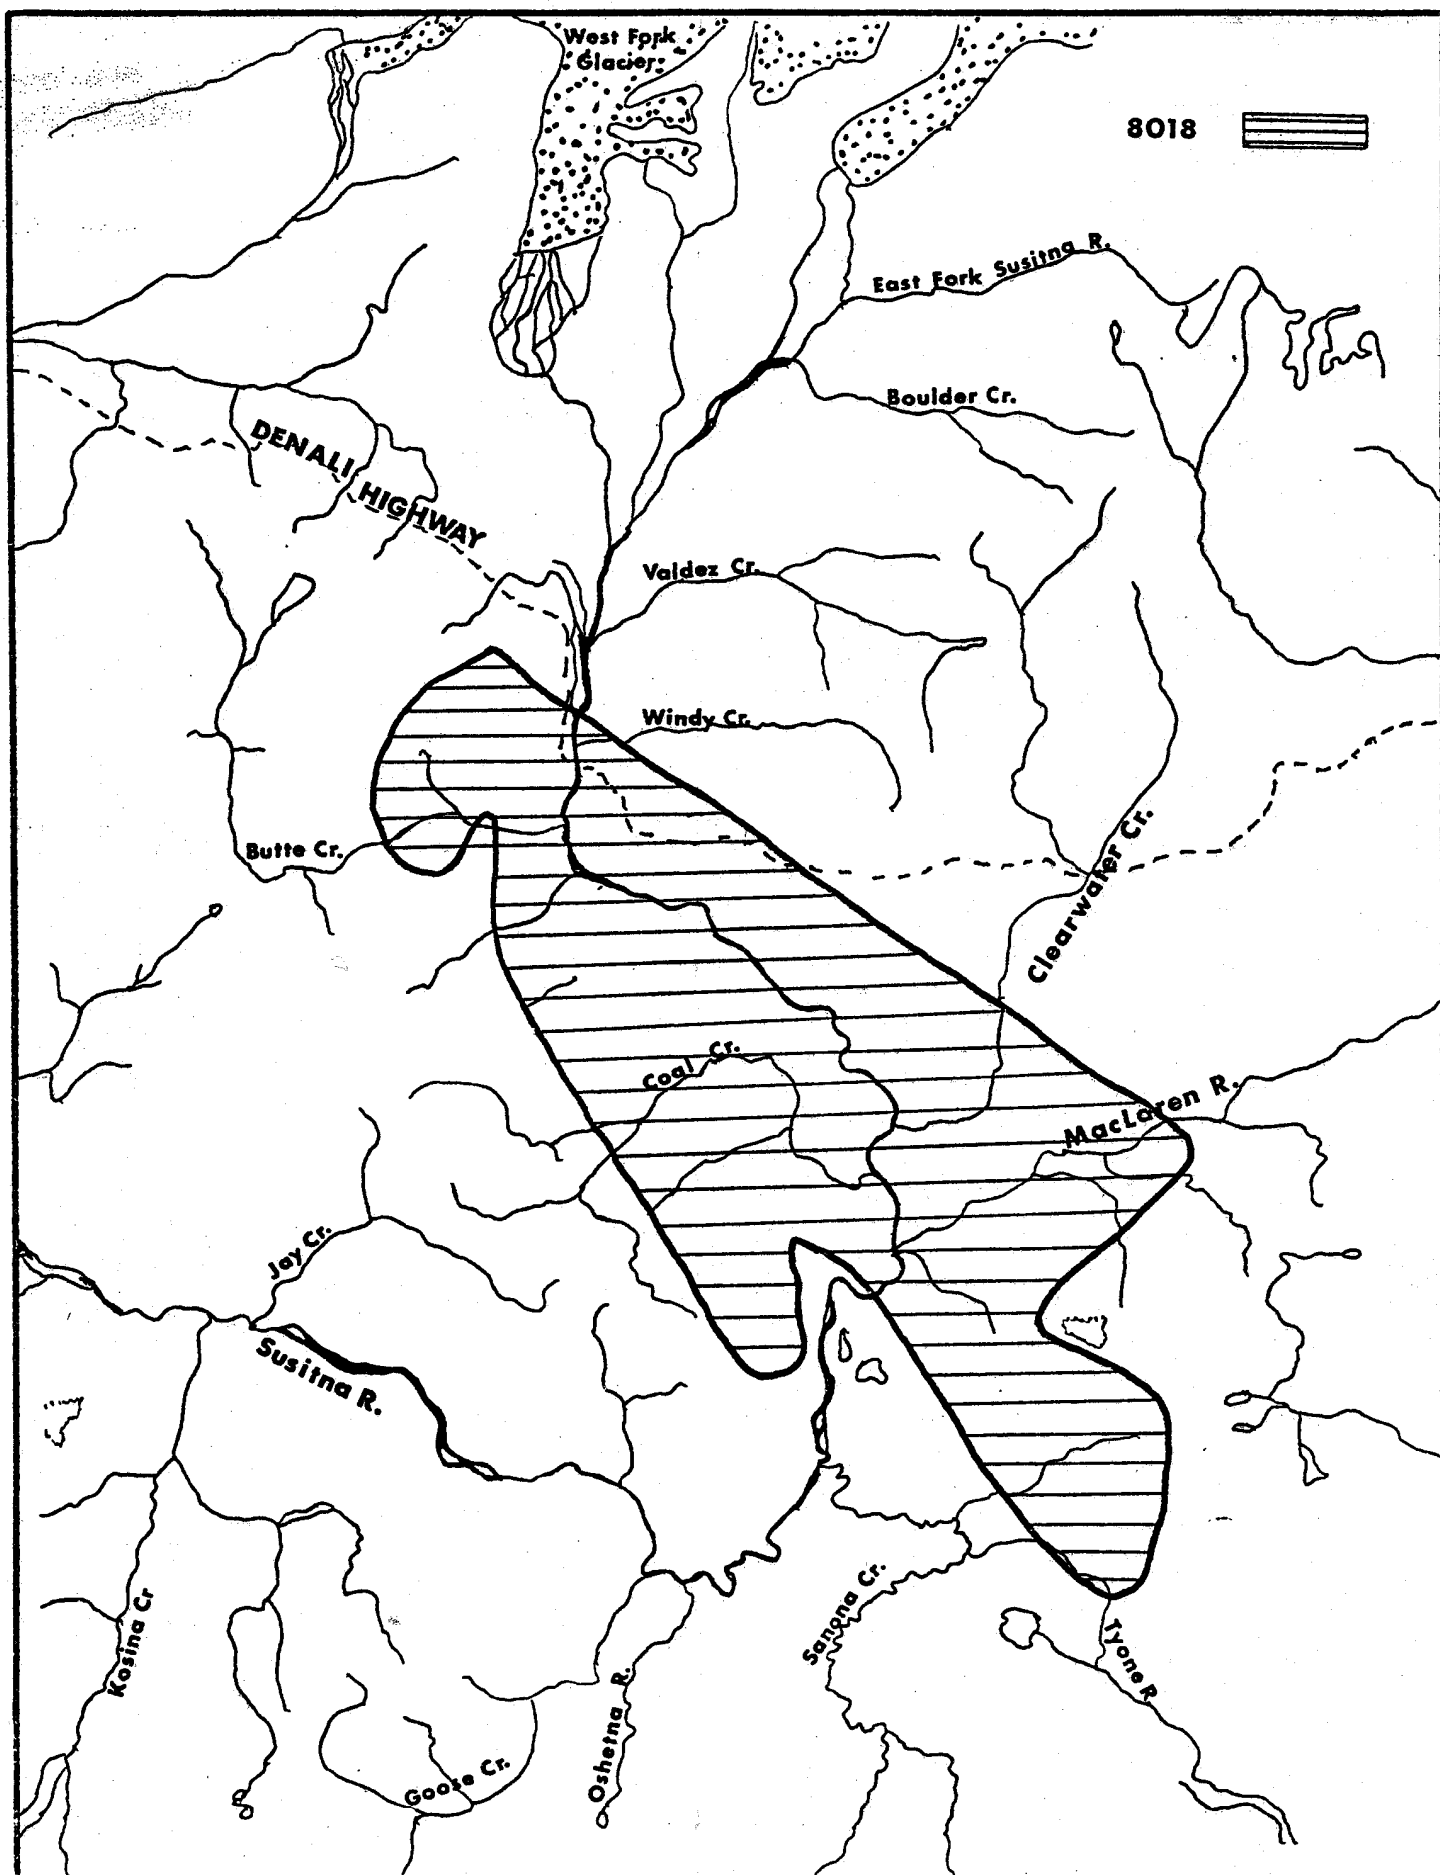 West Fork
Glacier
8018
East Fork Susitna R.
Boulder Cr.
DENALI HIGHWAY
Valdez Cr.
Windy Cr.
Butte Cr.
Clearwater Cr.
Coal Cr.
MacLaren R.
Jay Cr.
Susitna R.
Kosina Cr
Sanona Cr.
Tyone R
Oshetna R.
Goose Cr.